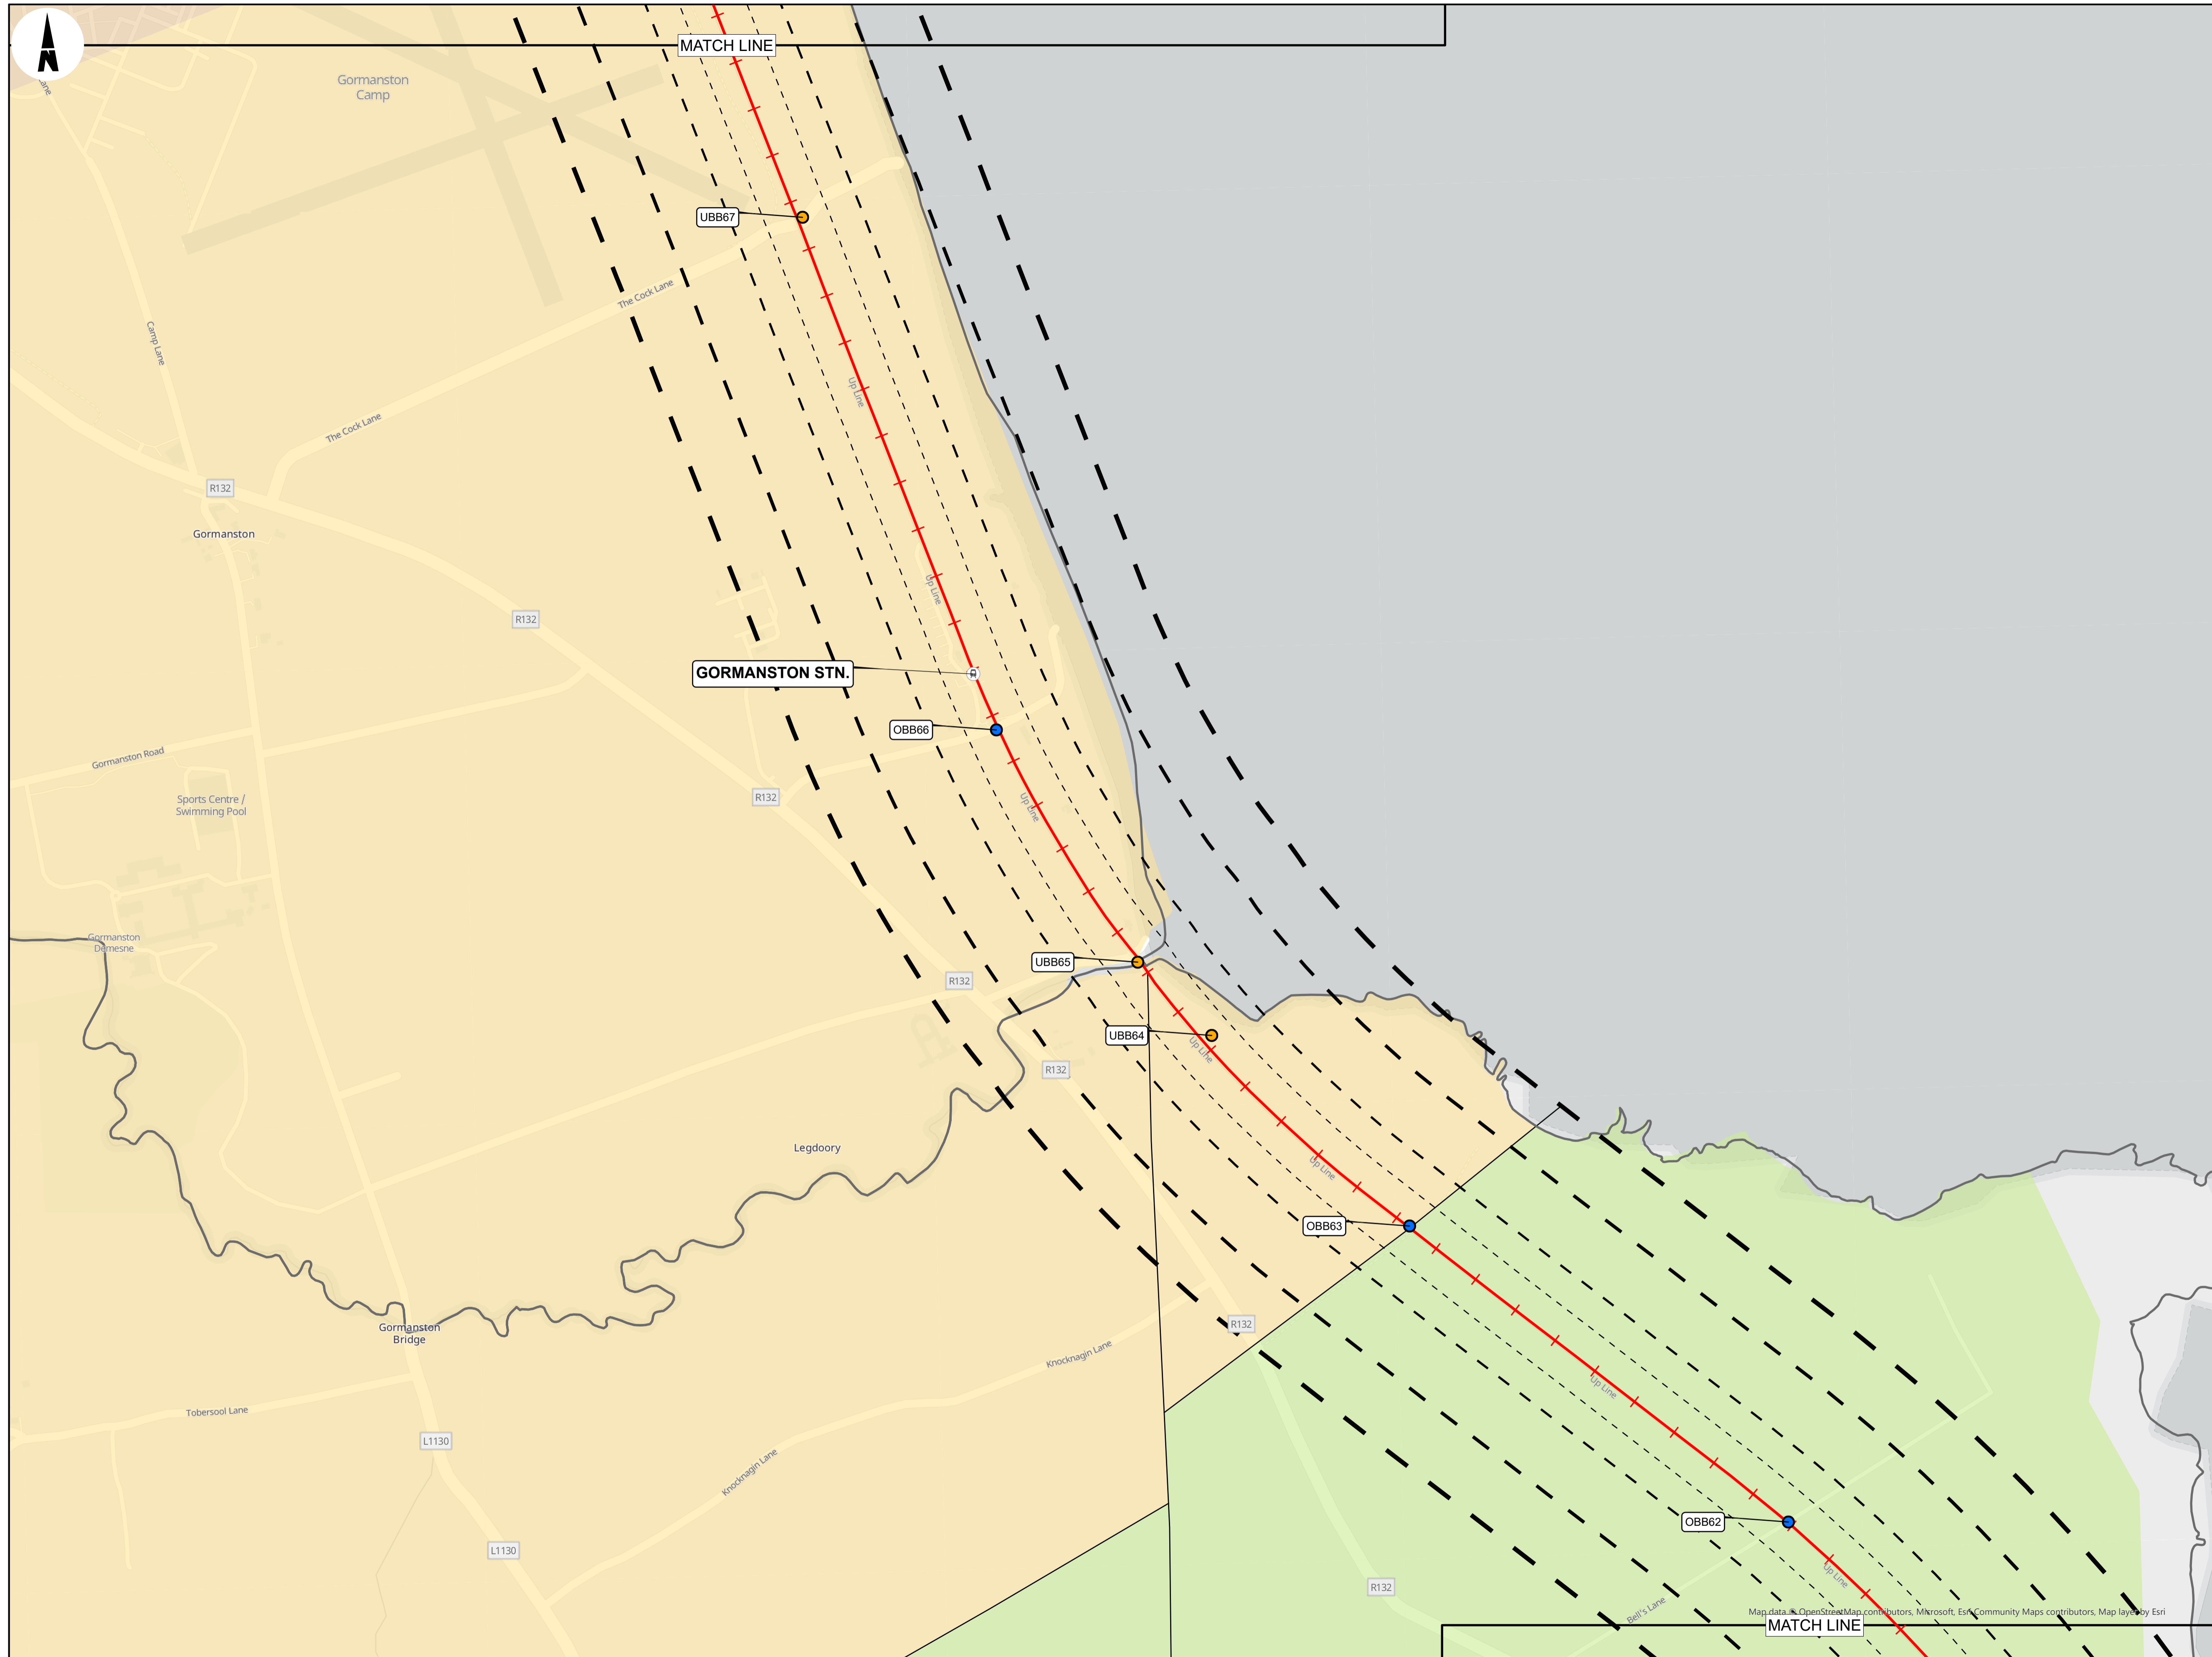 N
MATCH LINE
Gormanston
Camp
UBB67
The Cock Lane
Camp Lane
Up Line
The Cock Lane
R132
Gormanston
Up Line
R132
GORMANSTON STN.
OBB66
Gormanston Road
R132
Sports Centre /
Swimming Pool
Up Line
Gormanston
Demesne
UBB65
R132
UBB64
Up Line
R132
Legdoory
Up Line
OBB63
R132
Gormanston
Bridge
Knocknagin Lane
Up Line
Tobersool Lane
L1130
Knocknagin Lane
OBB62
L1130
Up Line
R132
Bell's Lane
Map data © OpenStreetMap contributors, Microsoft, Esri Community Maps contributors, Map layer by Esri
MATCH LINE